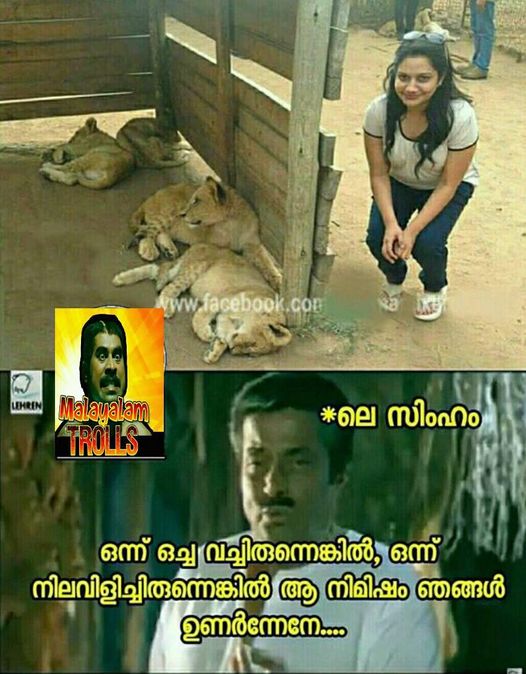 www.facebook.com
LEHREN
Malayalam
TROLLS
*ലെ സിംഹം
ഒന്ന് ഒച്ച വച്ചിരുന്നെങ്കിൽ, ഒന്ന്
നിലവിളിച്ചിരുന്നെങ്കിൽ ആ നിമിഷം ഞങ്ങൾ
ഉണർന്നേനേ....